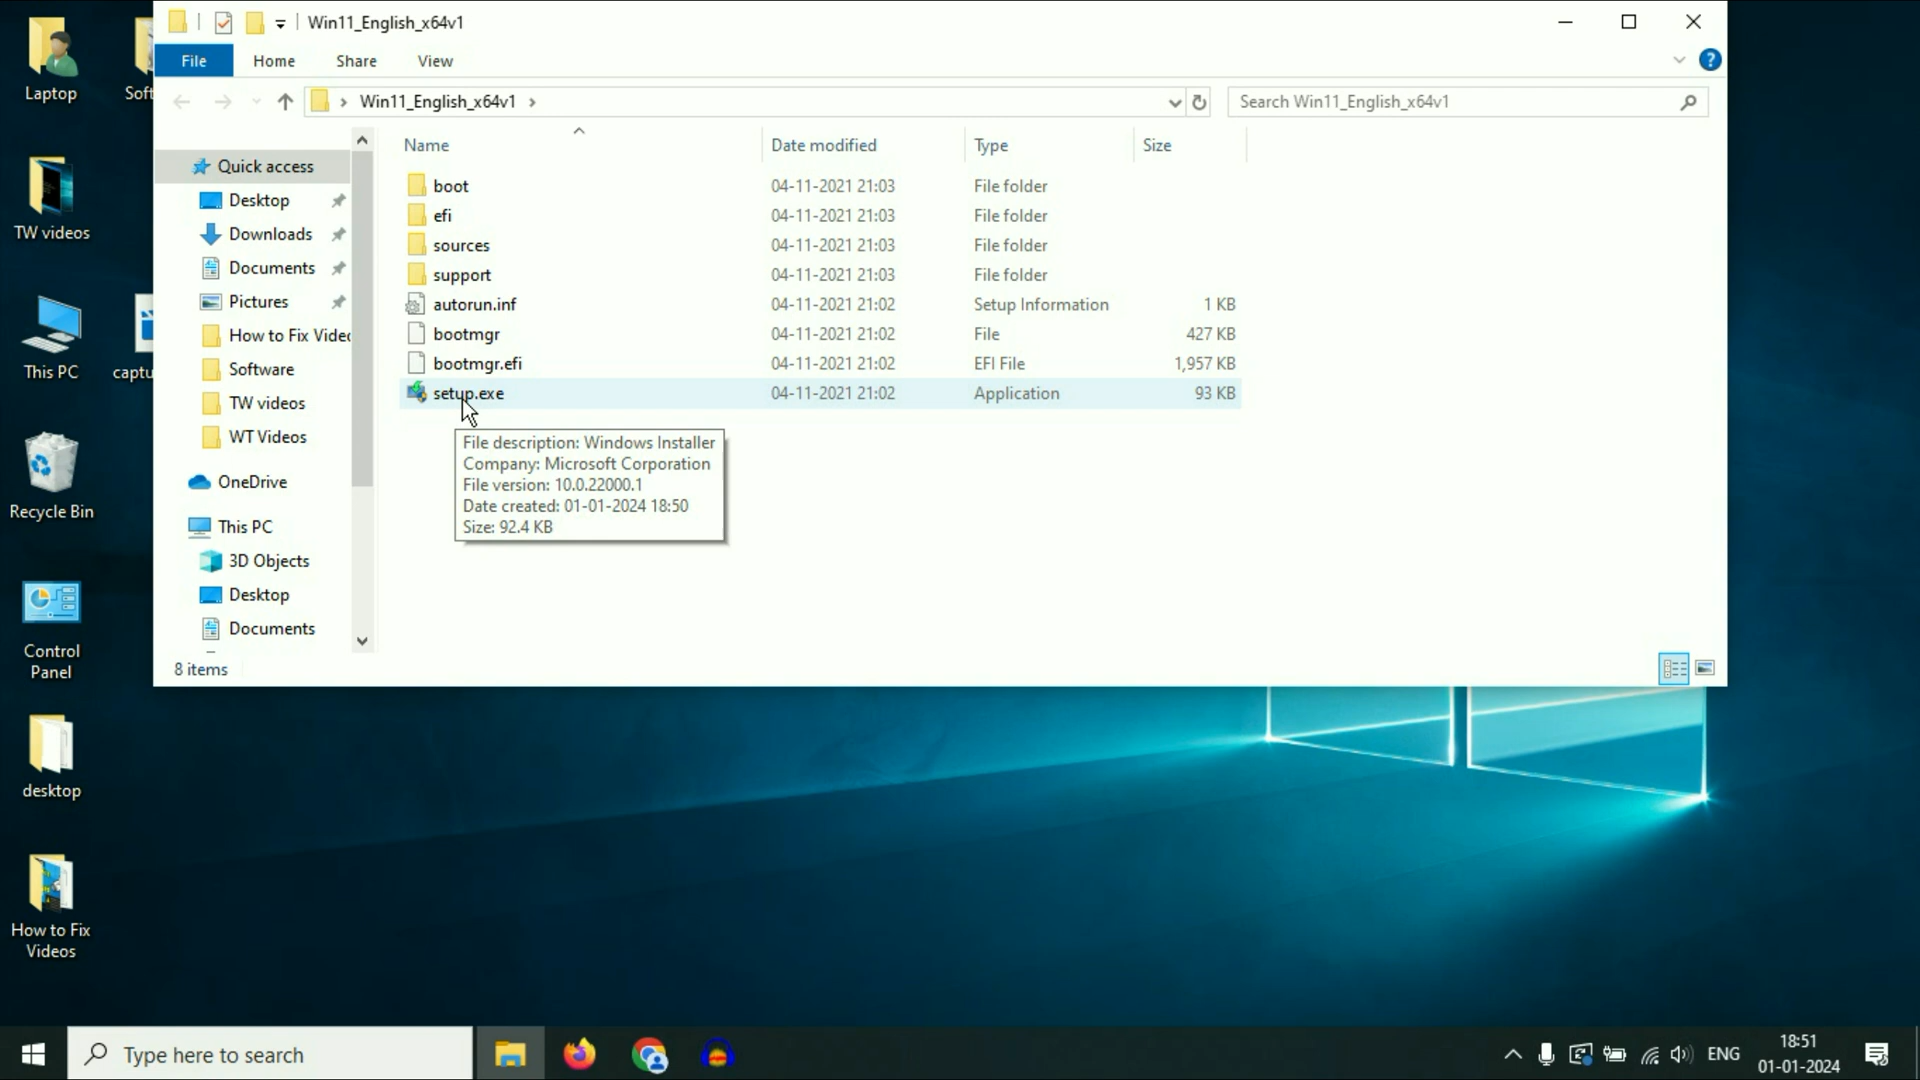 Win11_English_x64v1
File Home Share View
Win11_English_x64v1
Search Win11_English_x64v1
Name Date modified Type Size
boot 04-11-2021 21:03 File folder
efi 04-11-2021 21:03 File folder
sources 04-11-2021 21:03 File folder
support 04-11-2021 21:03 File folder
autorun.inf 04-11-2021 21:02 Setup Information 1 KB
bootmgr 04-11-2021 21:02 File 427 KB
bootmgr.efi 04-11-2021 21:02 EFI File 1,957 KB
setup.exe 04-11-2021 21:02 Application 93 KB
File description: Windows Installer
Company: Microsoft Corporation
File version: 10.0.22000.1
Date created: 01-01-2024 18:50
Size: 92.4 KB
Quick access
Desktop
Downloads
Documents
Pictures
How to Fix Videc
Software
TW videos
WT Videos
OneDrive
This PC
3D Objects
Desktop
Documents
8 items
Laptop
Soft
TW videos
This PC
captu
Recycle Bin
Control
Panel
desktop
How to Fix
Videos
Type here to search
ENG
18:51
01-01-2024